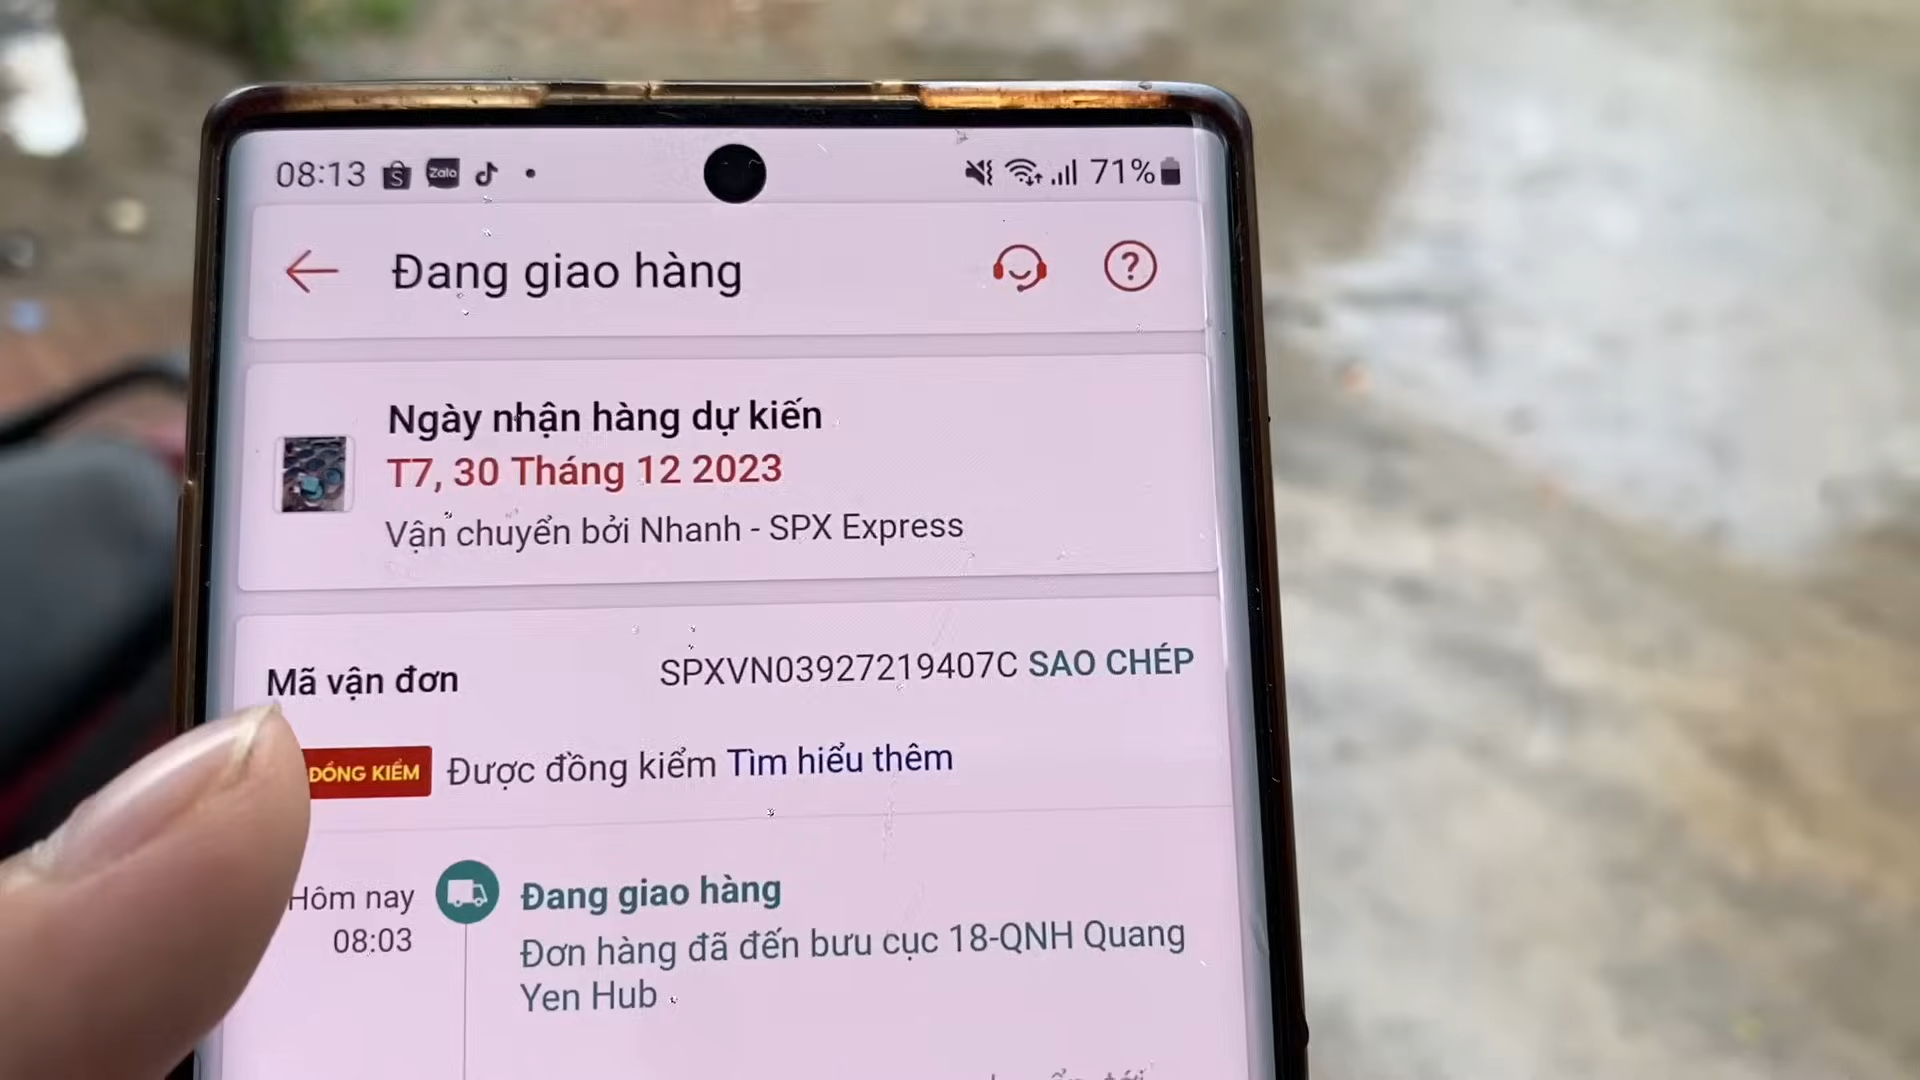 08:13 Zalo 71%
Đang giao hàng
Ngày nhận hàng dự kiến
T7, 30 Tháng 12 2023
Vận chuyển bởi Nhanh - SPX Express
Mã vận đơn SPXVN03927219407C SAO CHÉP
ĐỒNG KIỂM Được đồng kiểm Tìm hiểu thêm
Hôm nay Đang giao hàng
08:03 Đơn hàng đã đến bưu cục 18-QNH Quang
Yen Hub